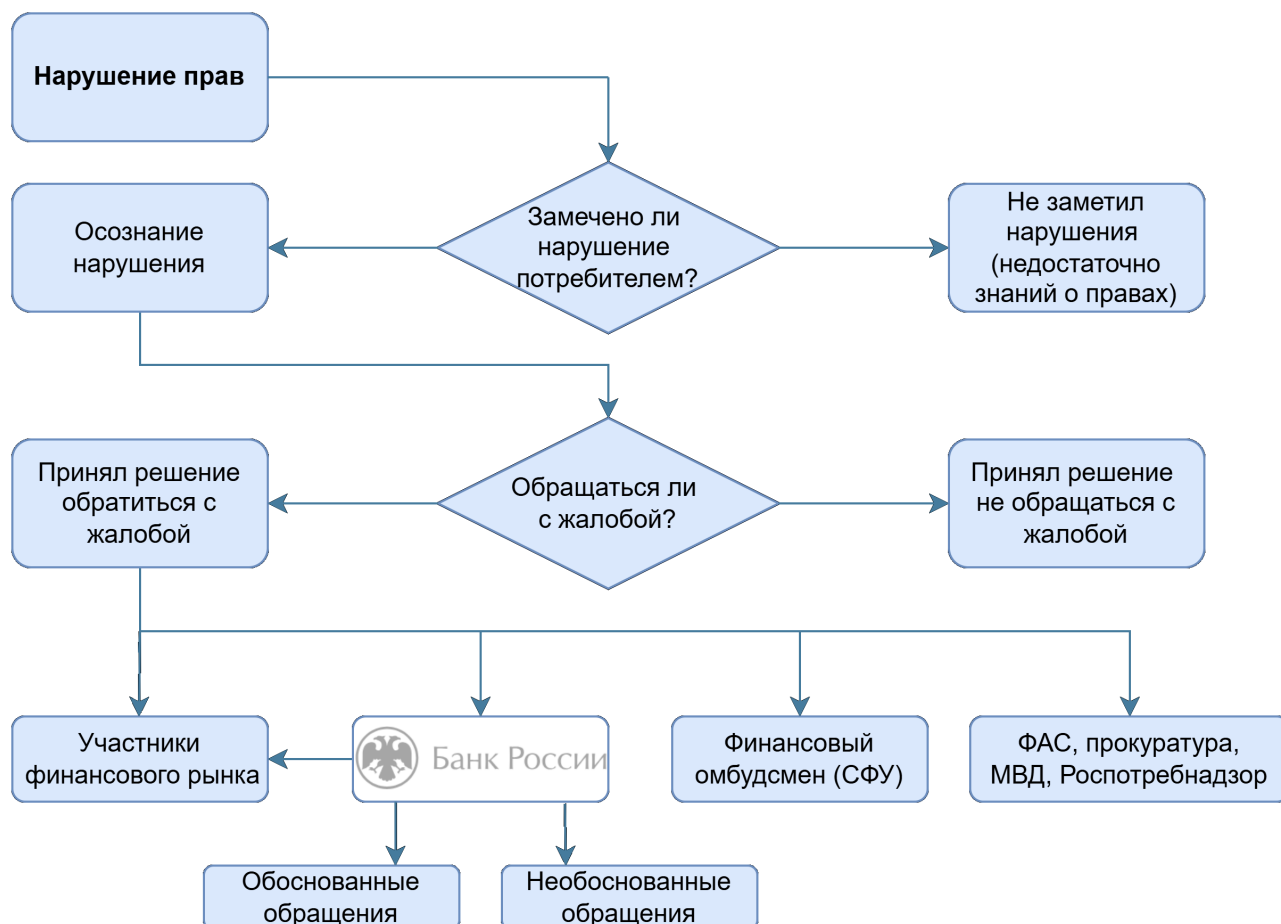 Нарушение прав
Замечено ли
нарушение
потребителем?
Осознание
нарушения
Не заметил
нарушения
(недостаточно
знаний о правах)
Обращаться ли
с жалобой?
Принял решение
обратиться с
жалобой
Принял решение
не обращаться с
жалобой
Участники
финансового рынка
Банк России
Финансовый
омбудсмен (СФУ)
ФАС, прокуратура,
МВД, Роспотребнадзор
Обоснованные
обращения
Необоснованные
обращения